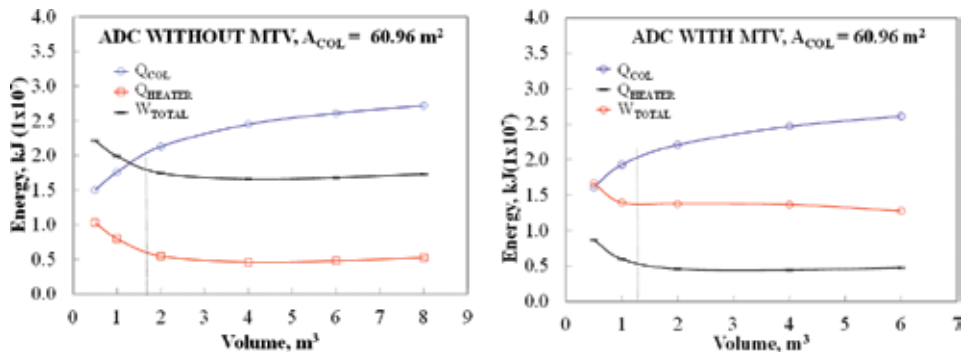 ADC WITHOUT MTV, A_COL = 60.96 m²
Q_COL
Q_HEATER
W_TOTAL
Energy, kJ (1x10⁷)
4.0
3.5
3.0
2.5
2.0
1.5
1.0
0.5
0.0
0 1 2 3 4 5 6 7 8 9
Volume, m³
ADC WITH MTV, A_COL = 60.96 m²
Q_COL
Q_HEATER
W_TOTAL
Energy, kJ(1x10⁷)
4.0
3.5
3.0
2.5
2.0
1.5
1.0
0.5
0.0
0 1 2 3 4 5 6 7
Volume, m³